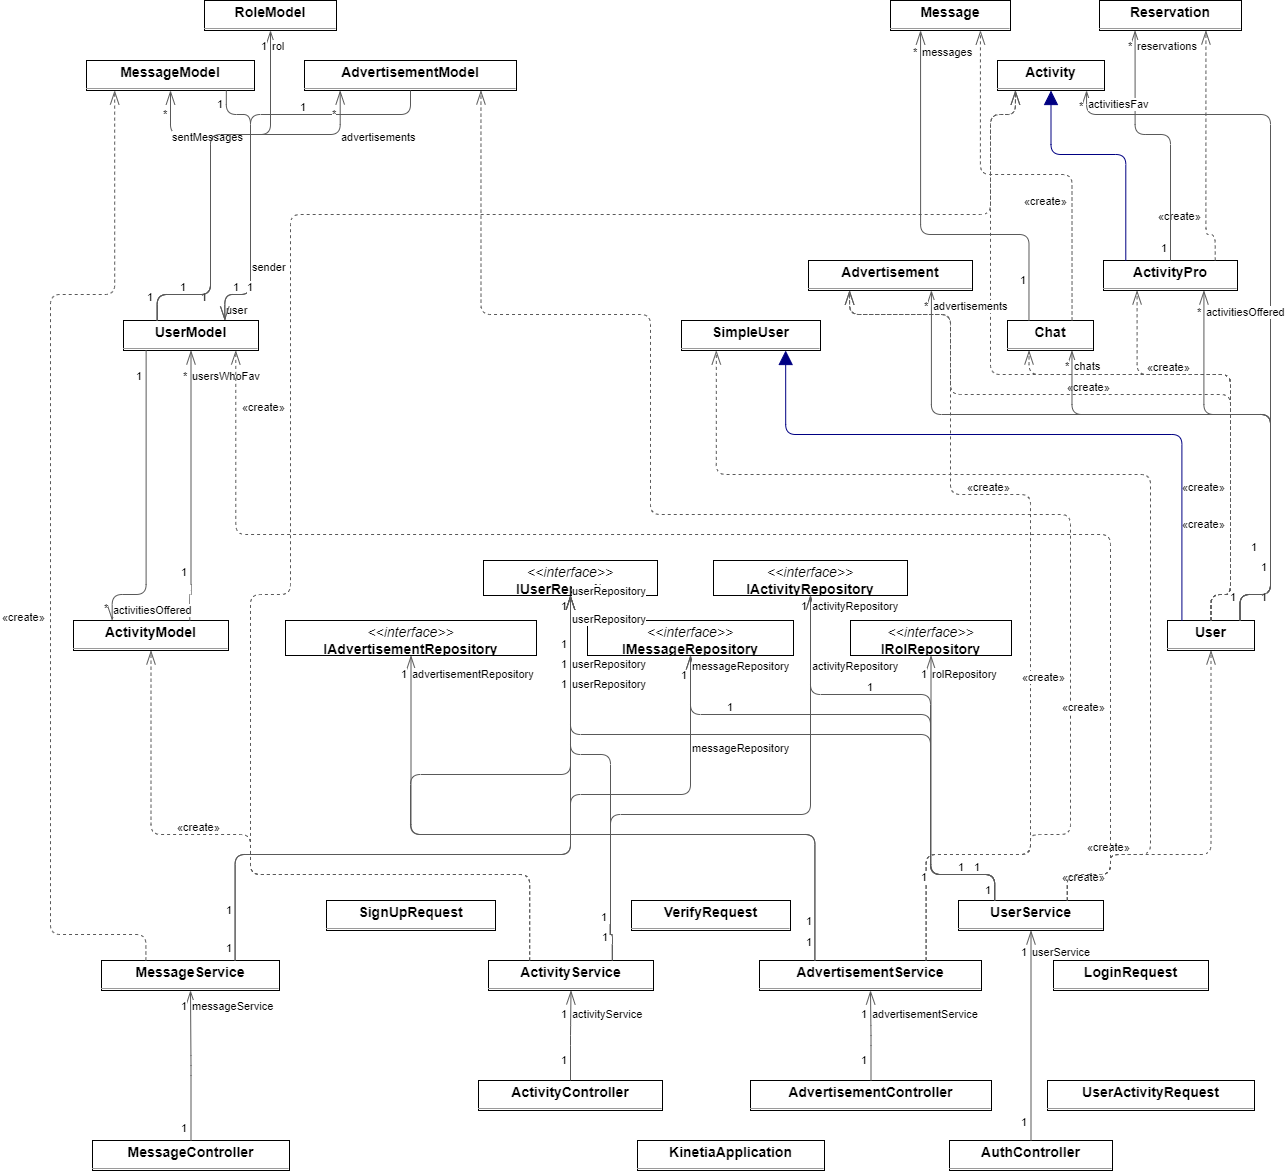 RoleModel
Message
Reservation
1 rol
* messages
* reservations
MessageModel
AdvertisementModel
Activity
1
1
* activitiesFav
*
*
sentMessages
advertisements
«create»
«create»
1
sender
Advertisement
ActivityPro
1
1
1
1
1
1
1
user
* advertisements
* activitiesOffered
UserModel
SimpleUser
Chat
1
* usersWhoFav
* chats
«create»
«create»
«create»
«create»
«create»
«create»
1
1
<<interface>>
IUserRe
userRepository
<<interface>>
IActivityRepository
1
1
1
* activitiesOffered
1
1 activityRepository
«create»
userRepository
ActivityModel
<<interface>>
IAdvertisementRepository
<<interface>>
IMessageRepository
<<interface>>
IRolRepository
User
1
1 userRepository
messageRepository
activityRepository
1 advertisementRepository
1
1 rolRepository
«create»
1 userRepository
1
1
«create»
messageRepository
«create»
«create»
1
1
1
«create»
1
1
SignUpRequest
VerifyRequest
UserService
1
1
1
1
1
1
MessageService
ActivityService
AdvertisementService
1 userService
LoginRequest
1 messageService
1 activityService
1 advertisementService
1
1
ActivityController
AdvertisementController
UserActivityRequest
1
1
MessageController
KinetiaApplication
AuthController